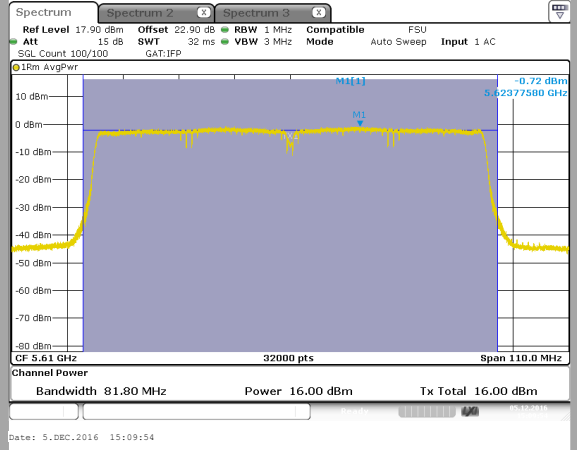 Spectrum Spectrum 2 X Spectrum 3 X
Ref Level 17.90 dBm Offset 22.90 dB RBW 1 MHz Compatible FSU
Att 15 dB SWT 32 ms VBW 3 MHz Mode Auto Sweep Input 1 AC
SGL Count 100/100 GAT:IFP
1Rm AvgPwr
M1[1] -0.72 dBm
5.62377580 GHz
10 dBm
M1
0 dBm
-10 dBm
-20 dBm
-30 dBm
-40 dBm
-50 dBm
-60 dBm
-70 dBm
-80 dBm
CF 5.61 GHz 32000 pts Span 110.0 MHz
Channel Power
Bandwidth 81.80 MHz Power 16.00 dBm Tx Total 16.00 dBm
Ready 05.12.2016
Date: 5.DEC.2016 15:09:54